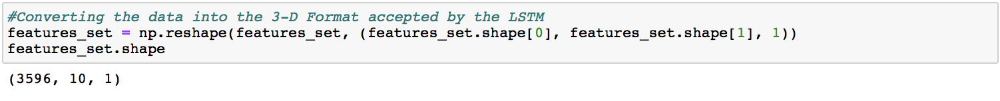 #Converting the data into the 3-D Format accepted by the LSTM
features_set = np.reshape(features_set, (features_set.shape[0], features_set.shape[1], 1))
features_set.shape
(3596, 10, 1)